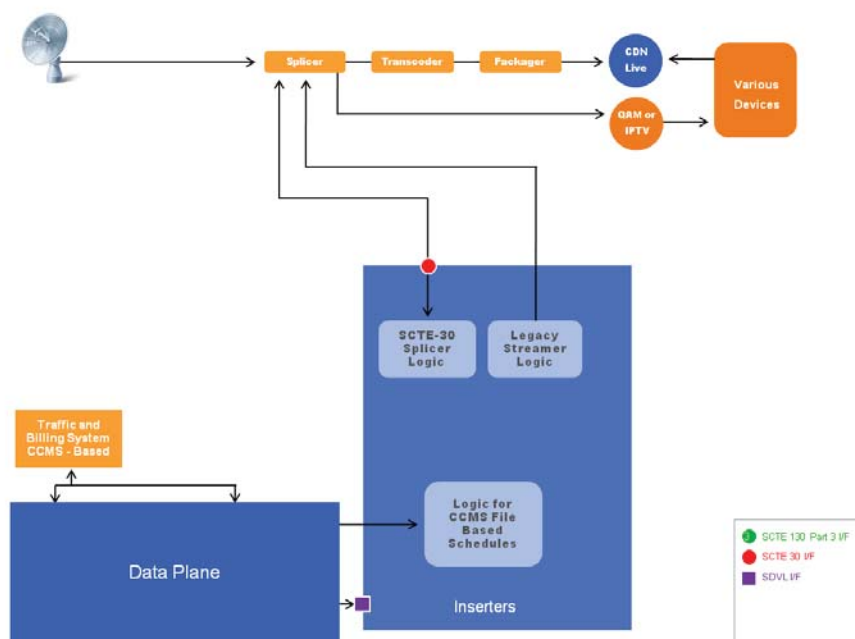 Splicer
Transcoder
Packager
CDN
Live
Various
Devices
QAM or
IPTV
SCTE-30
Splicer
Logic
Legacy
Streamer
Logic
Traffic and
Billing System
CCMS - Based
Logic for
CCMS File
Based
Schedules
Data Plane
Inserters
3
SCTE 130 Part 3 I/F
SCTE 30 I/F
SDVL I/F